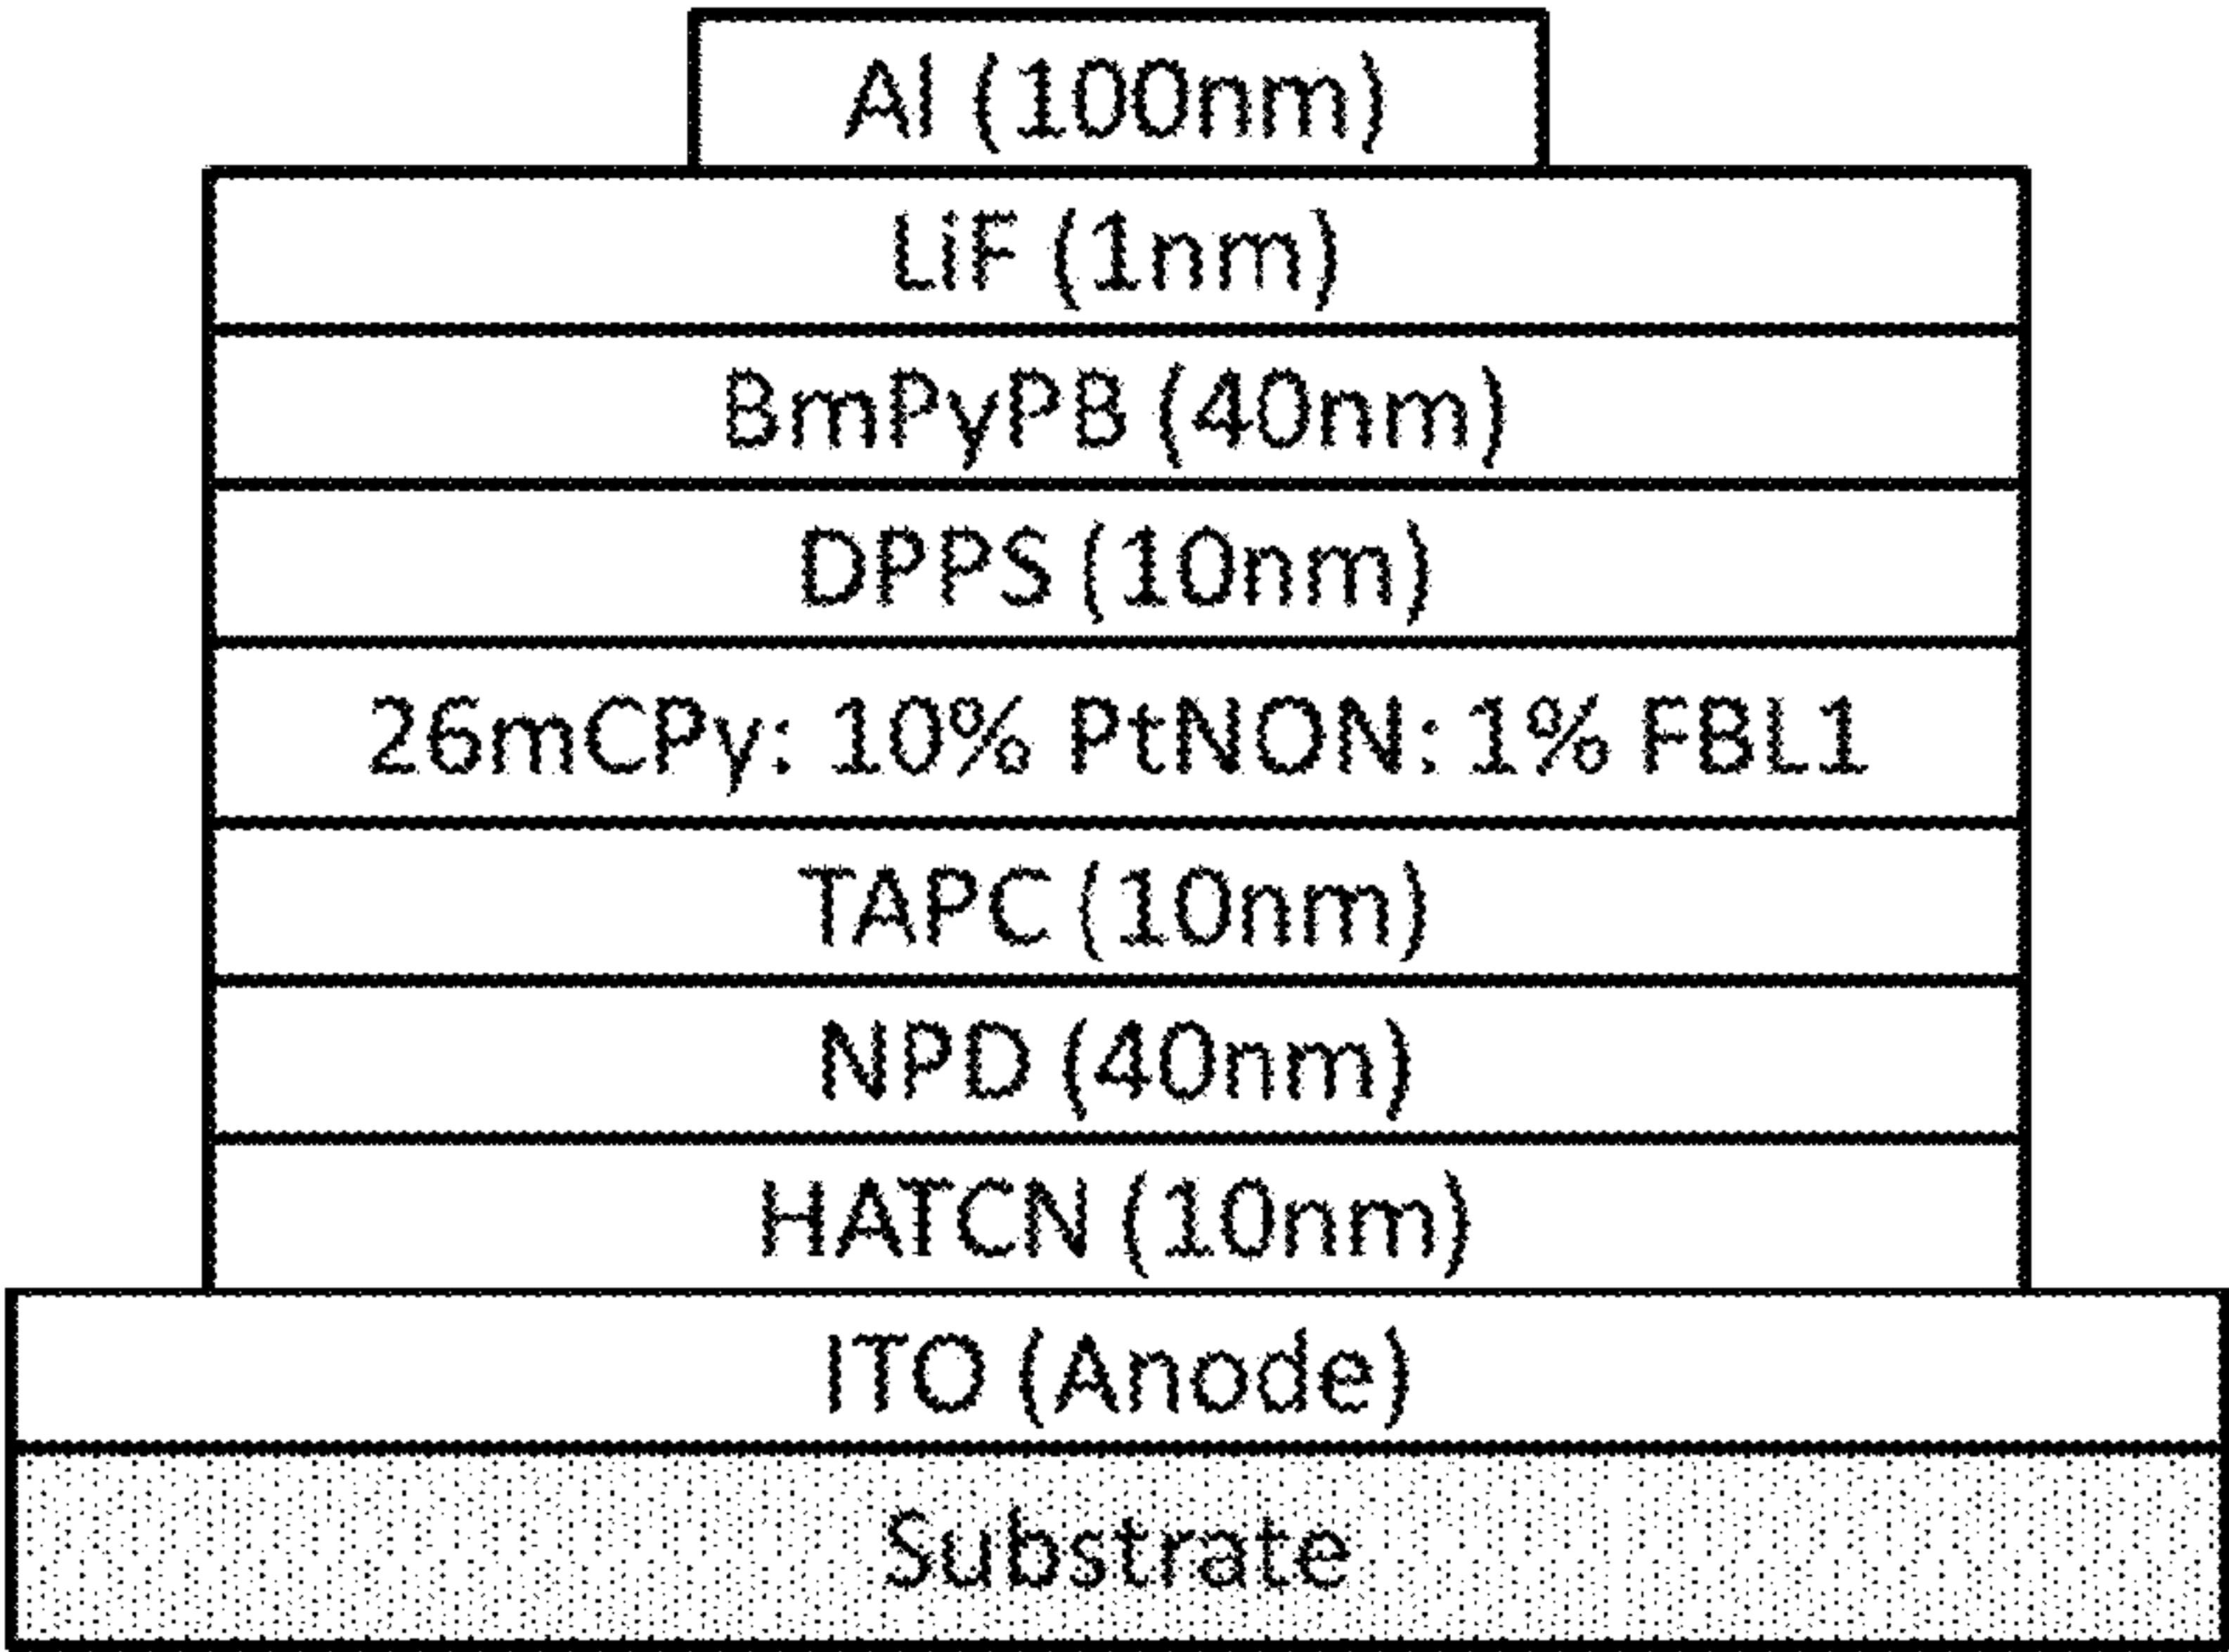 Al (100nm)
LiF (1nm)
BmPyPB (40nm)
DPPS (10nm)
26mCPy: 10% PtNON: 1% FBL1
TAPC (10nm)
NPD (40nm)
HATCN (10nm)
ITO (Anode)
Substrate